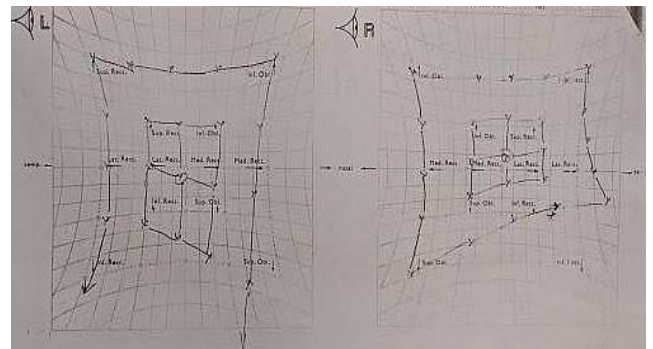 L
R
Sup. Rect.
Inf. Obl.
Inf. Obl.
Sup. Rect.
Inf. Obl.
Inf. Obl.
Sup. Rect.
Lat. Rect.
Lat. Rect.
Med. Rect.
Med. Rect.
nasal
Med. Rect.
Med. Rect.
Lat. Rect.
Lat. Rect.
Inf. Rect.
Sup. Obl.
Sup. Obl.
Inf. Rect.
Inf. Rect.
Sup. Obl.
Sup. Obl.